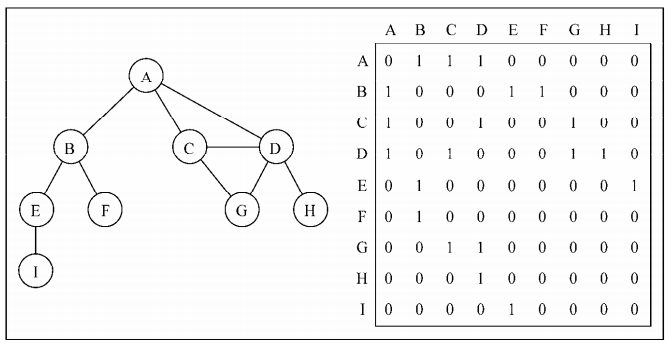 A
B
C
D
E
F
G
H
I
A B C D E F G H I
A 0 1 1 1 0 0 0 0 0
B 1 0 0 0 1 1 0 0 0
C 1 0 0 1 0 0 1 0 0
D 1 0 1 0 0 0 1 1 0
E 0 1 0 0 0 0 0 0 1
F 0 1 0 0 0 0 0 0 0
G 0 0 1 1 0 0 0 0 0
H 0 0 0 1 0 0 0 0 0
I 0 0 0 0 1 0 0 0 0